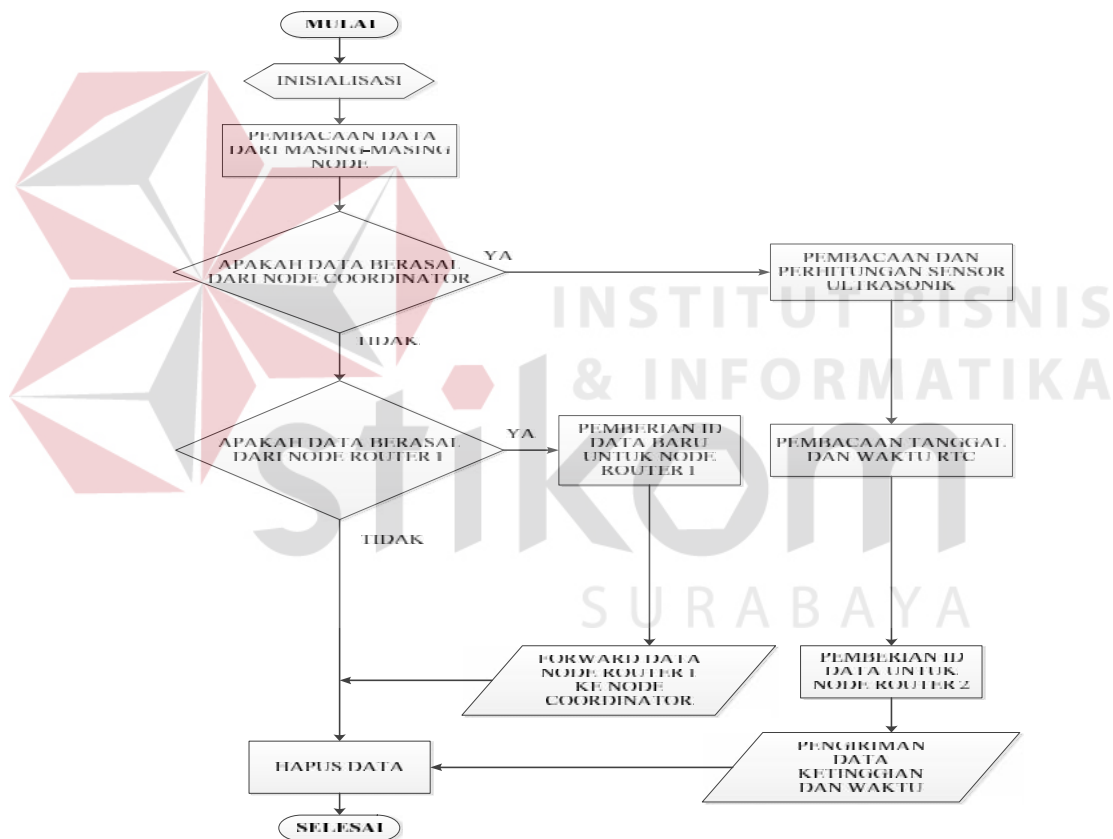 MULAI
INISIALISASI
PEMBACAAN DATA
DARI MASING-MASING
NODE
APAKAH DATA BERASAL
DARI NODE COORDINATOR
YA
PEMBACAAN DAN
PERHITUNGAN SENSOR
ULTRASONIK
INSTITUT BISNIS
& INFORMATIKA
stikom
SURABAYA
TIDAK
APAKAH DATA BERASAL
DARI NODE ROUTER 1
YA
PEMBERIAN ID
DATA BARU
UNTUK NODE
ROUTER 1
PEMBACAAN TANGGAL
DAN WAKTU RTC
TIDAK
FORWARD DATA
NODE ROUTER 1
KE NODE
COORDINATOR
PEMBERIAN ID
DATA UNTUK
NODE ROUTER 2
PENGIRIMAN
DATA
KETINGGIAN
DAN WAKTU
HAPUS DATA
SELESAI